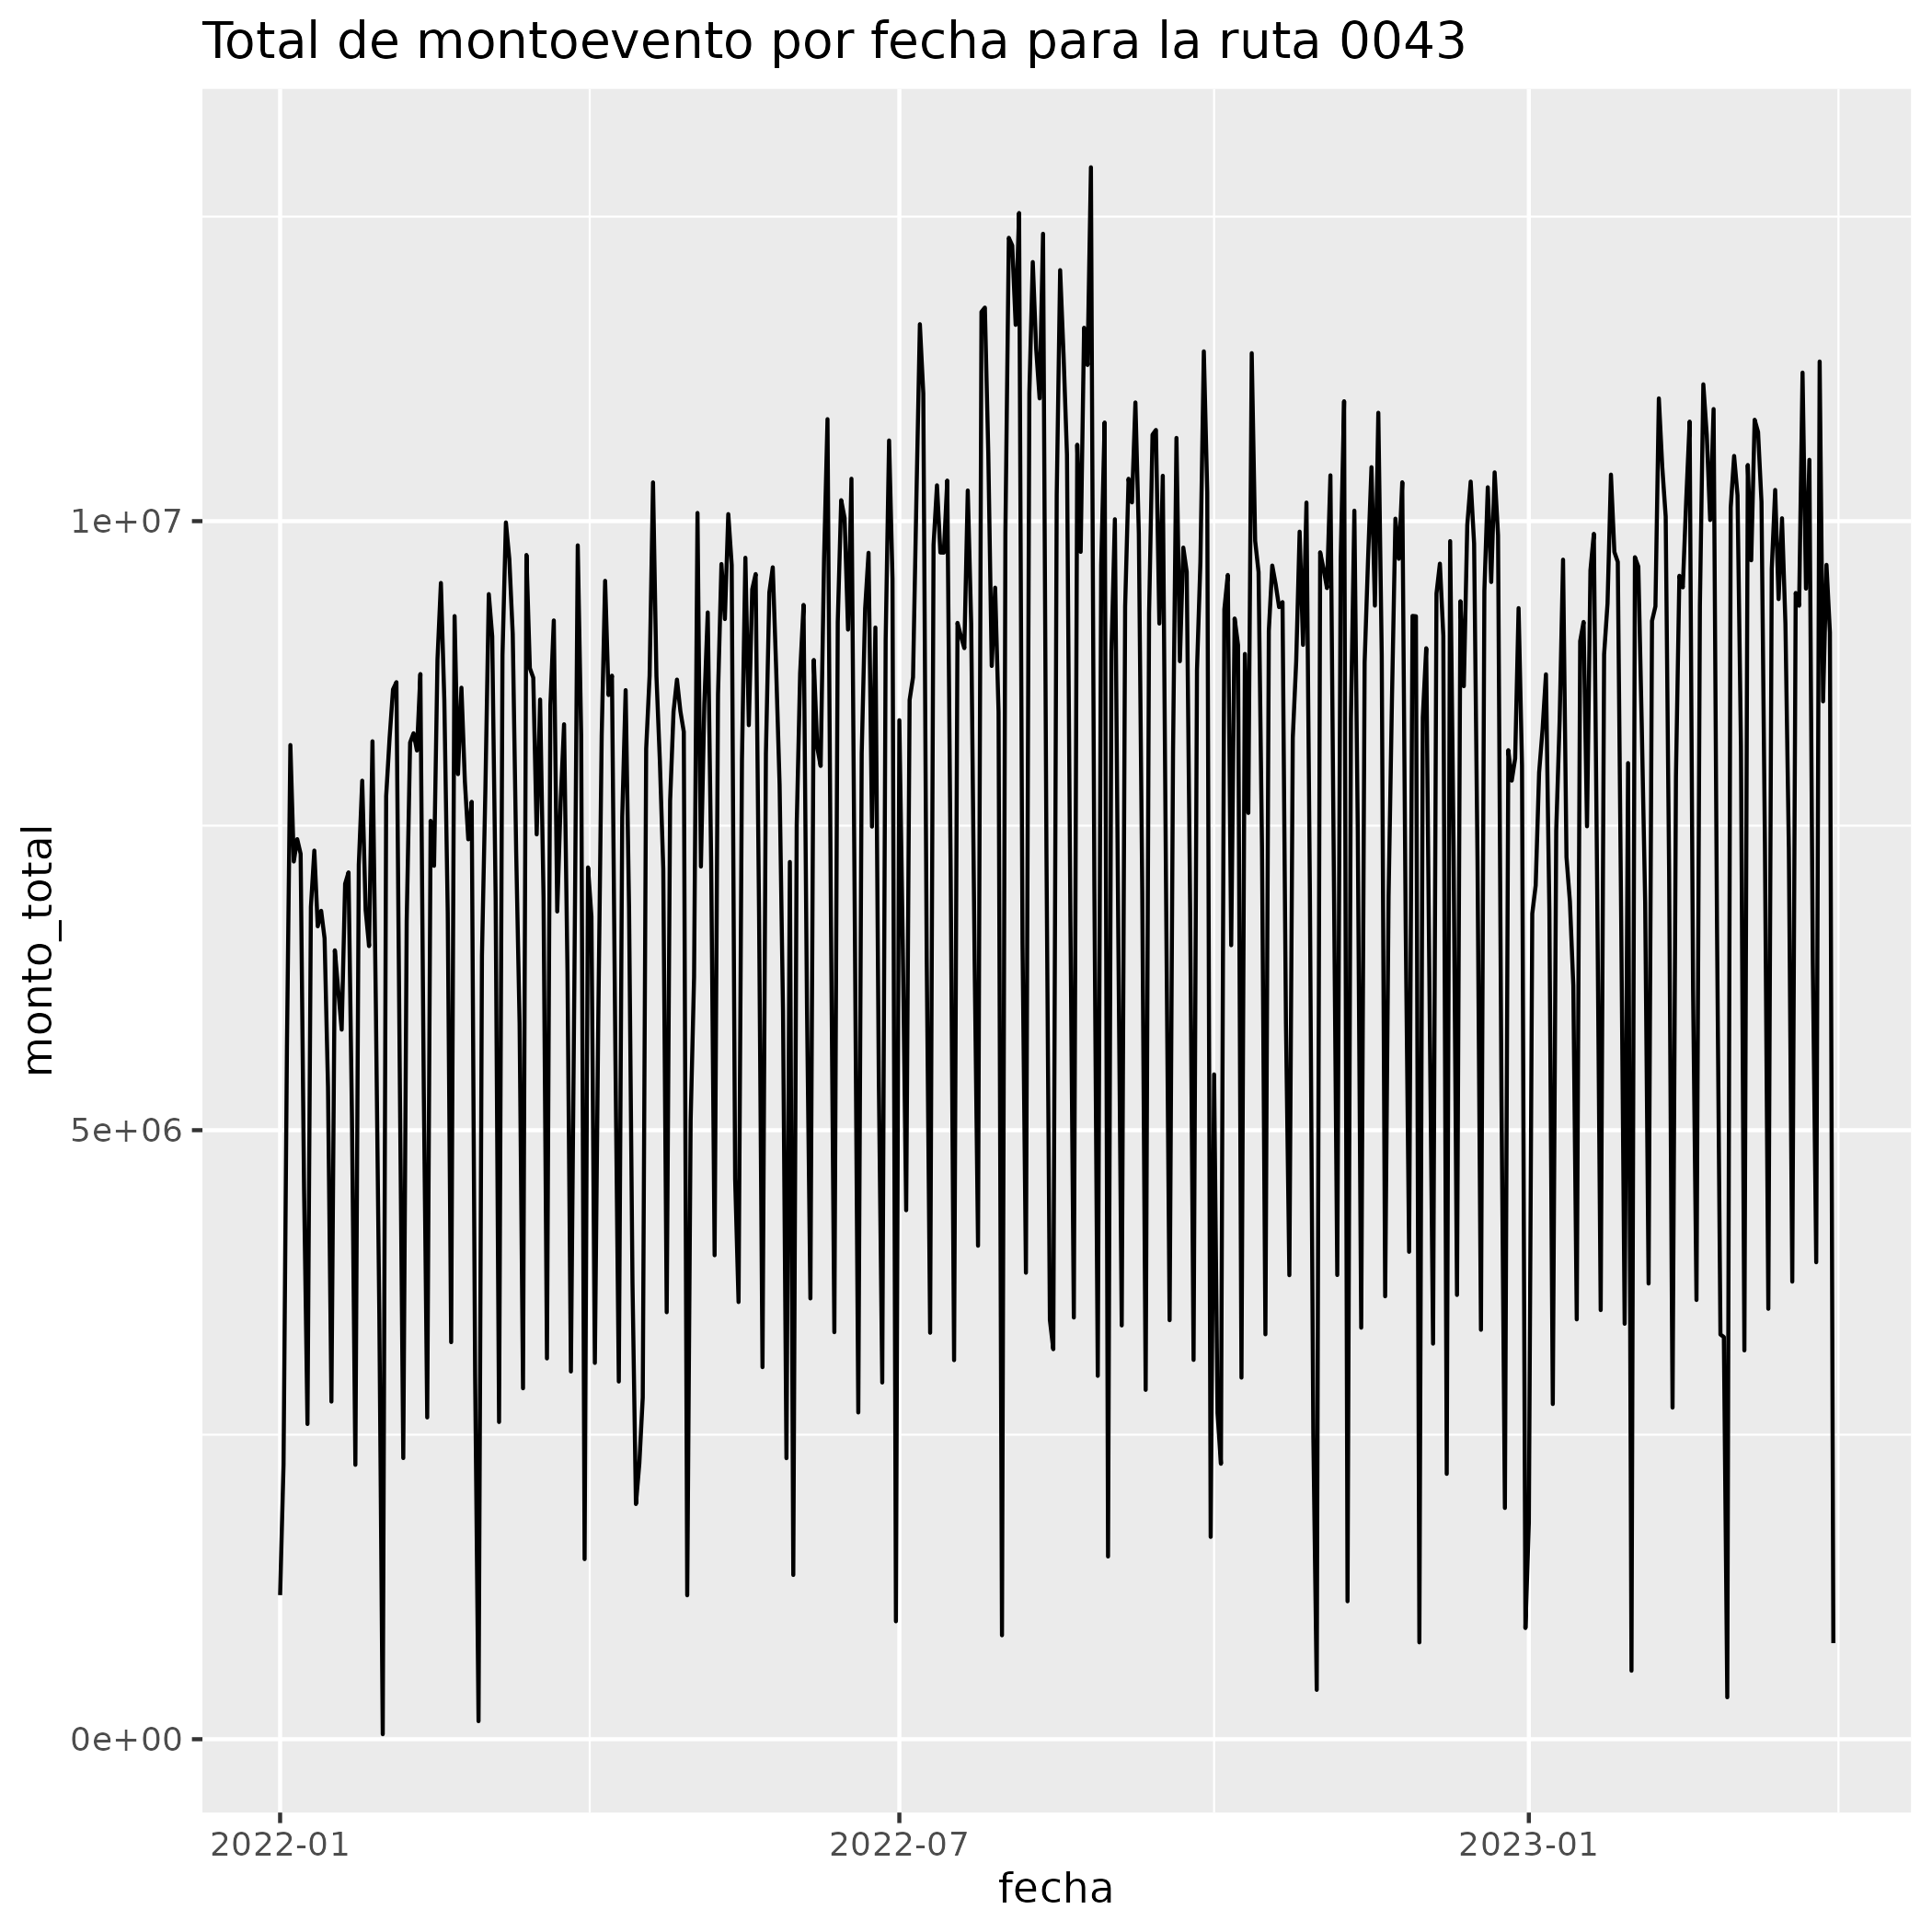 Total de montoevento por fecha para la ruta 0043
monto_total
1e+07
5e+06
0e+00
2022-01
2022-07
2023-01
fecha